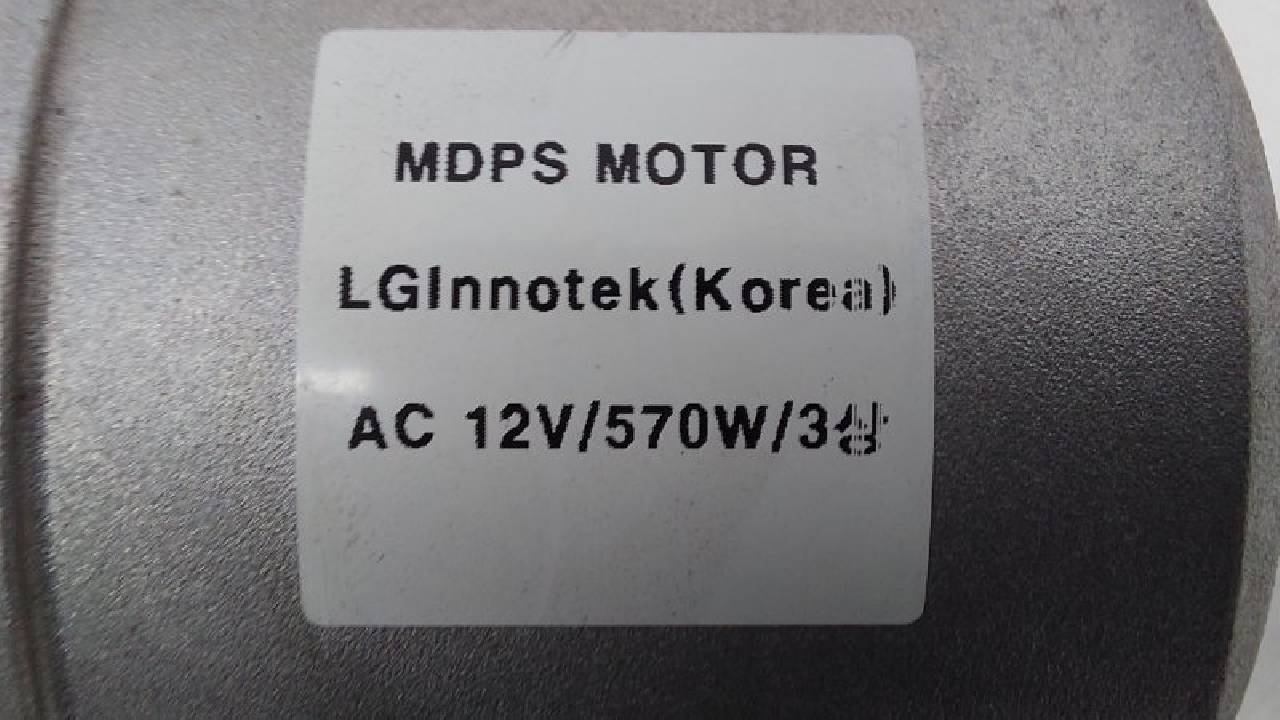 MDPS MOTOR
LGInnotek(Korea)
AC 12V/570W/3상